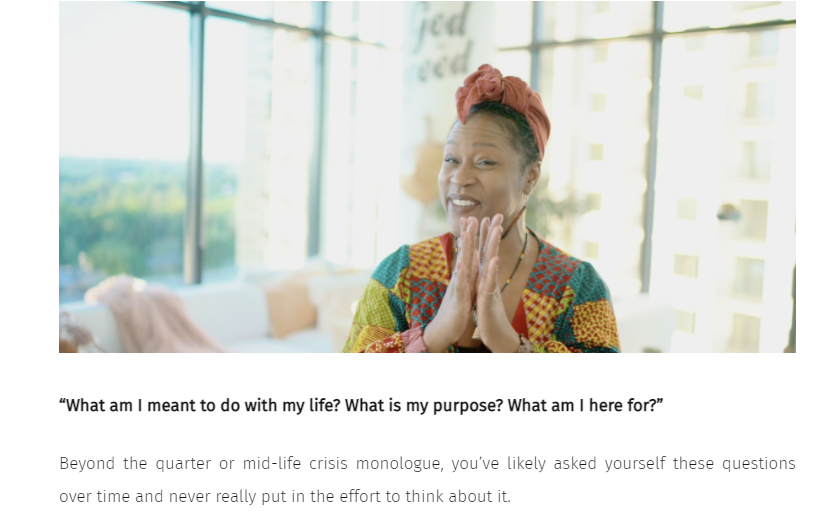 God
“What am I meant to do with my life? What is my purpose? What am I here for?”
Beyond the quarter or mid-life crisis monologue, you’ve likely asked yourself these questions
over time and never really put in the effort to think about it.